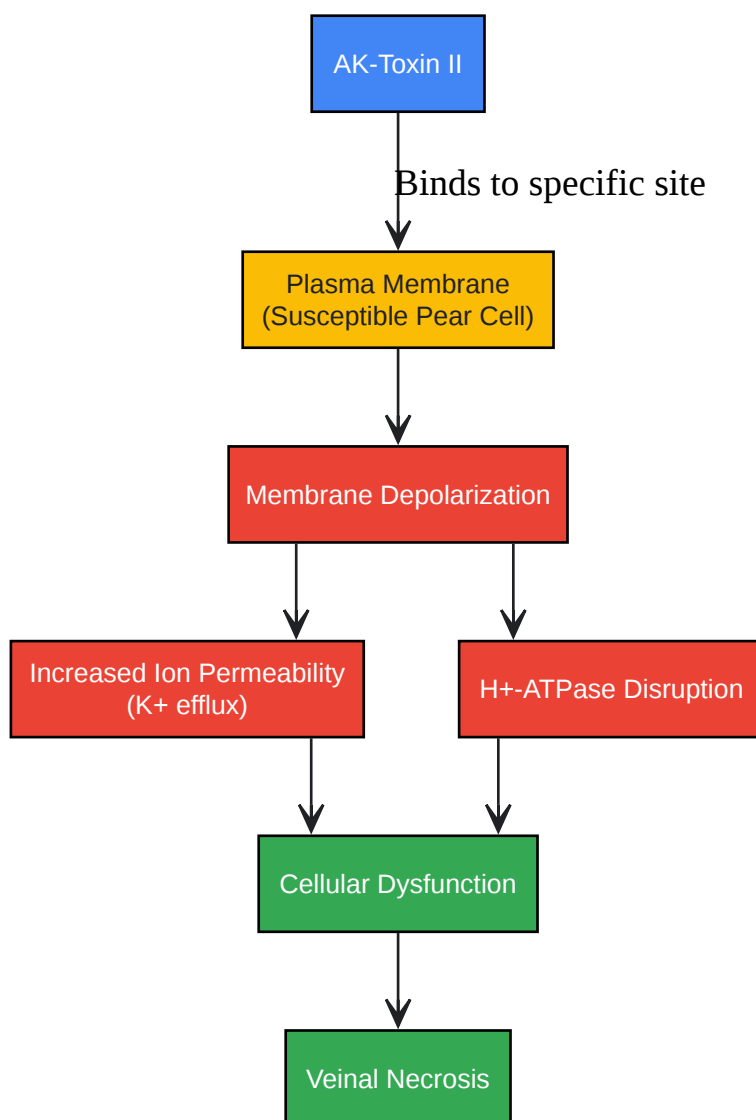 AK-Toxin II
Binds to specific site
Plasma Membrane
(Susceptible Pear Cell)
Membrane Depolarization
Increased Ion Permeability
(K+ efflux)
H+-ATPase Disruption
Cellular Dysfunction
Veinal Necrosis